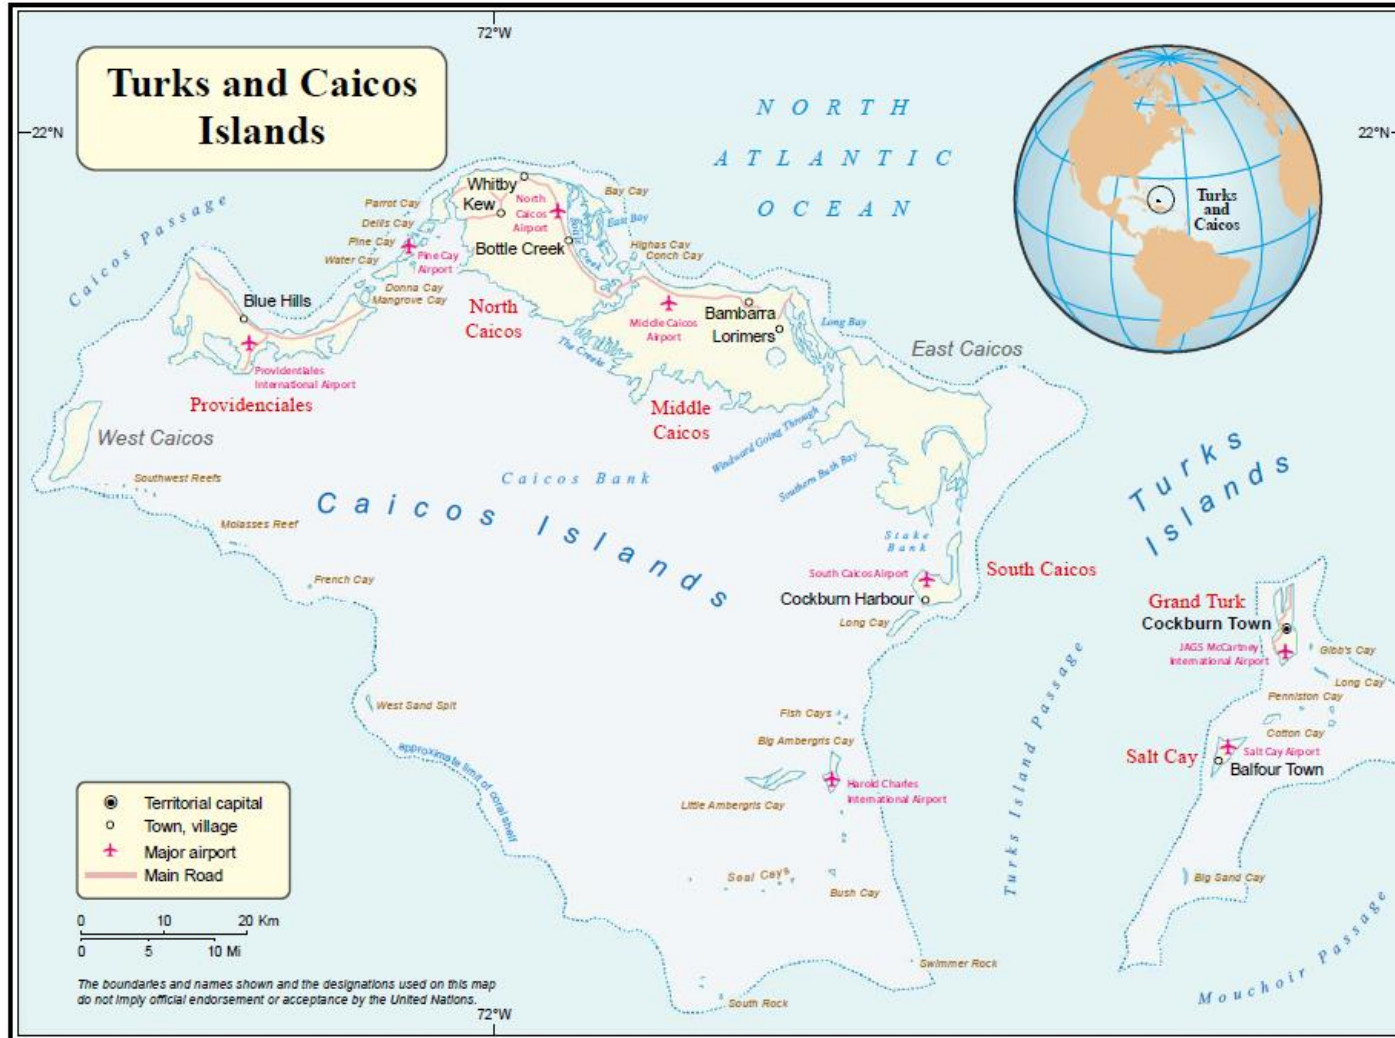 72°W
Turks and Caicos
Islands
22°N
22°N
NORTH
ATLANTIC
OCEAN
Turks
and
Caicos
Caicos Passage
Whitby
Kew
North
Caicos
Airport
Bay Cay
East Bay
Parrot Cay
Dellis Cay
Pine Cay
Water Cay
Pine Cay
Airport
Bottle Creek
Bottle Creek
Highas Cay
Conch Cay
Donna Cay
Mangrove Cay
Blue Hills
North
Caicos
Middle Caicos
Airport
Bambarra
Lorimers
Long Bay
The Creeks
East Caicos
Providentiales
International Airport
Providenciales
Middle
Caicos
West Caicos
Windward Going Through
Southern Bush Bay
Caicos Bank
Southwest Reefs
Caicos Islands
Turks
Islands
Molasses Reef
French Cay
Stake
Bank
South Caicos Airport
South Caicos
Cockburn Harbour
Long Cay
Grand Turk
Cockburn Town
JAGS McCartney
International Airport
Gibb's Cay
Long Cay
Penniston Cay
Cotton Cay
Turks Island Passage
West Sand Spit
approximate limit of coral shelf
Fish Cays
Big Ambergris Cay
Harold Charles
International Airport
Little Ambergris Cay
Salt Cay
Salt Cay Airport
Balfour Town
Seal Cays
Bush Cay
Big Sand Cay
Mouchoir Passage
Swimmer Rock
South Rock
Territorial capital
Town, village
Major airport
Main Road
0 10 20 Km
0 5 10 Mi
The boundaries and names shown and the designations used on this map
do not imply official endorsement or acceptance by the United Nations.
72°W